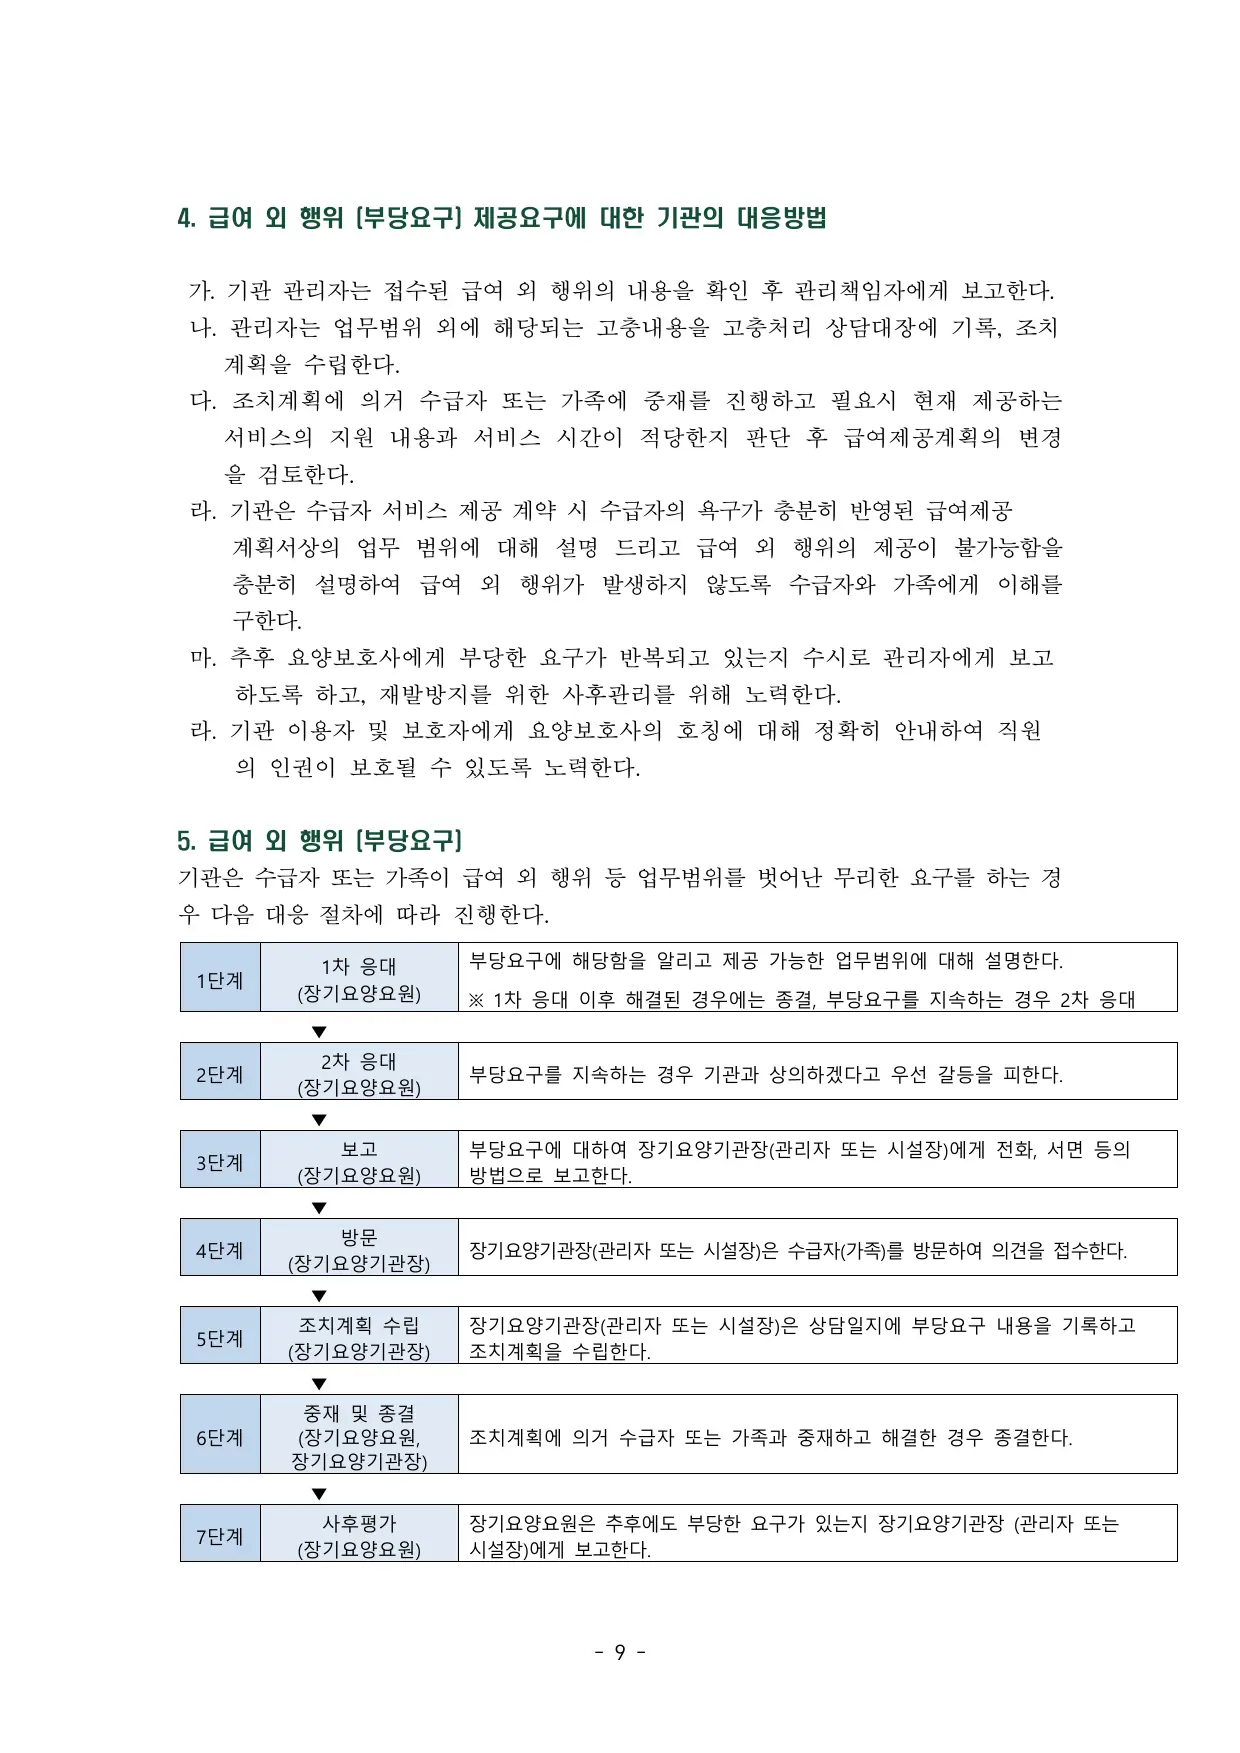 4. 급여 외 행위 [부당요구] 제공요구에 대한 기관의 대응방법
가. 기관 관리자는 접수된 급여 외 행위의 내용을 확인 후 관리책임자에게 보고한다.
나. 관리자는 업무범위 외에 해당되는 고충내용을 고충처리 상담대장에 기록, 조치
계획을 수립한다.
다. 조치계획에 의거 수급자 또는 가족에 중재를 진행하고 필요시 현재 제공하는
서비스의 지원 내용과 서비스 시간이 적당한지 판단 후 급여제공계획의 변경
을 검토한다.
라. 기관은 수급자 서비스 제공 계약 시 수급자의 욕구가 충분히 반영된 급여제공
계획서상의 업무 범위에 대해 설명 드리고 급여 외 행위의 제공이 불가능함을
충분히 설명하여 급여 외 행위가 발생하지 않도록 수급자와 가족에게 이해를
구한다.
마. 추후 요양보호사에게 부당한 요구가 반복되고 있는지 수시로 관리자에게 보고
하도록 하고, 재발방지를 위한 사후관리를 위해 노력한다.
라. 기관 이용자 및 보호자에게 요양보호사의 호칭에 대해 정확히 안내하여 직원
의 인권이 보호될 수 있도록 노력한다.
5. 급여 외 행위 [부당요구]
기관은 수급자 또는 가족이 급여 외 행위 등 업무범위를 벗어난 무리한 요구를 하는 경
우 다음 대응 절차에 따라 진행한다.
1단계
1차 응대
(장기요양요원)
부당요구에 해당함을 알리고 제공 가능한 업무범위에 대해 설명한다.
※ 1차 응대 이후 해결된 경우에는 종결, 부당요구를 지속하는 경우 2차 응대
▼
2단계
2차 응대
(장기요양요원)
부당요구를 지속하는 경우 기관과 상의하겠다고 우선 갈등을 피한다.
▼
3단계
보고
(장기요양요원)
부당요구에 대하여 장기요양기관장(관리자 또는 시설장)에게 전화, 서면 등의
방법으로 보고한다.
▼
4단계
방문
(장기요양기관장)
장기요양기관장(관리자 또는 시설장)은 수급자(가족)를 방문하여 의견을 접수한다.
▼
5단계
조치계획 수립
(장기요양기관장)
장기요양기관장(관리자 또는 시설장)은 상담일지에 부당요구 내용을 기록하고
조치계획을 수립한다.
▼
6단계
중재 및 종결
(장기요양요원,
장기요양기관장)
조치계획에 의거 수급자 또는 가족과 중재하고 해결한 경우 종결한다.
▼
7단계
사후평가
(장기요양요원)
장기요양요원은 추후에도 부당한 요구가 있는지 장기요양기관장 (관리자 또는
시설장)에게 보고한다.
- 9 -